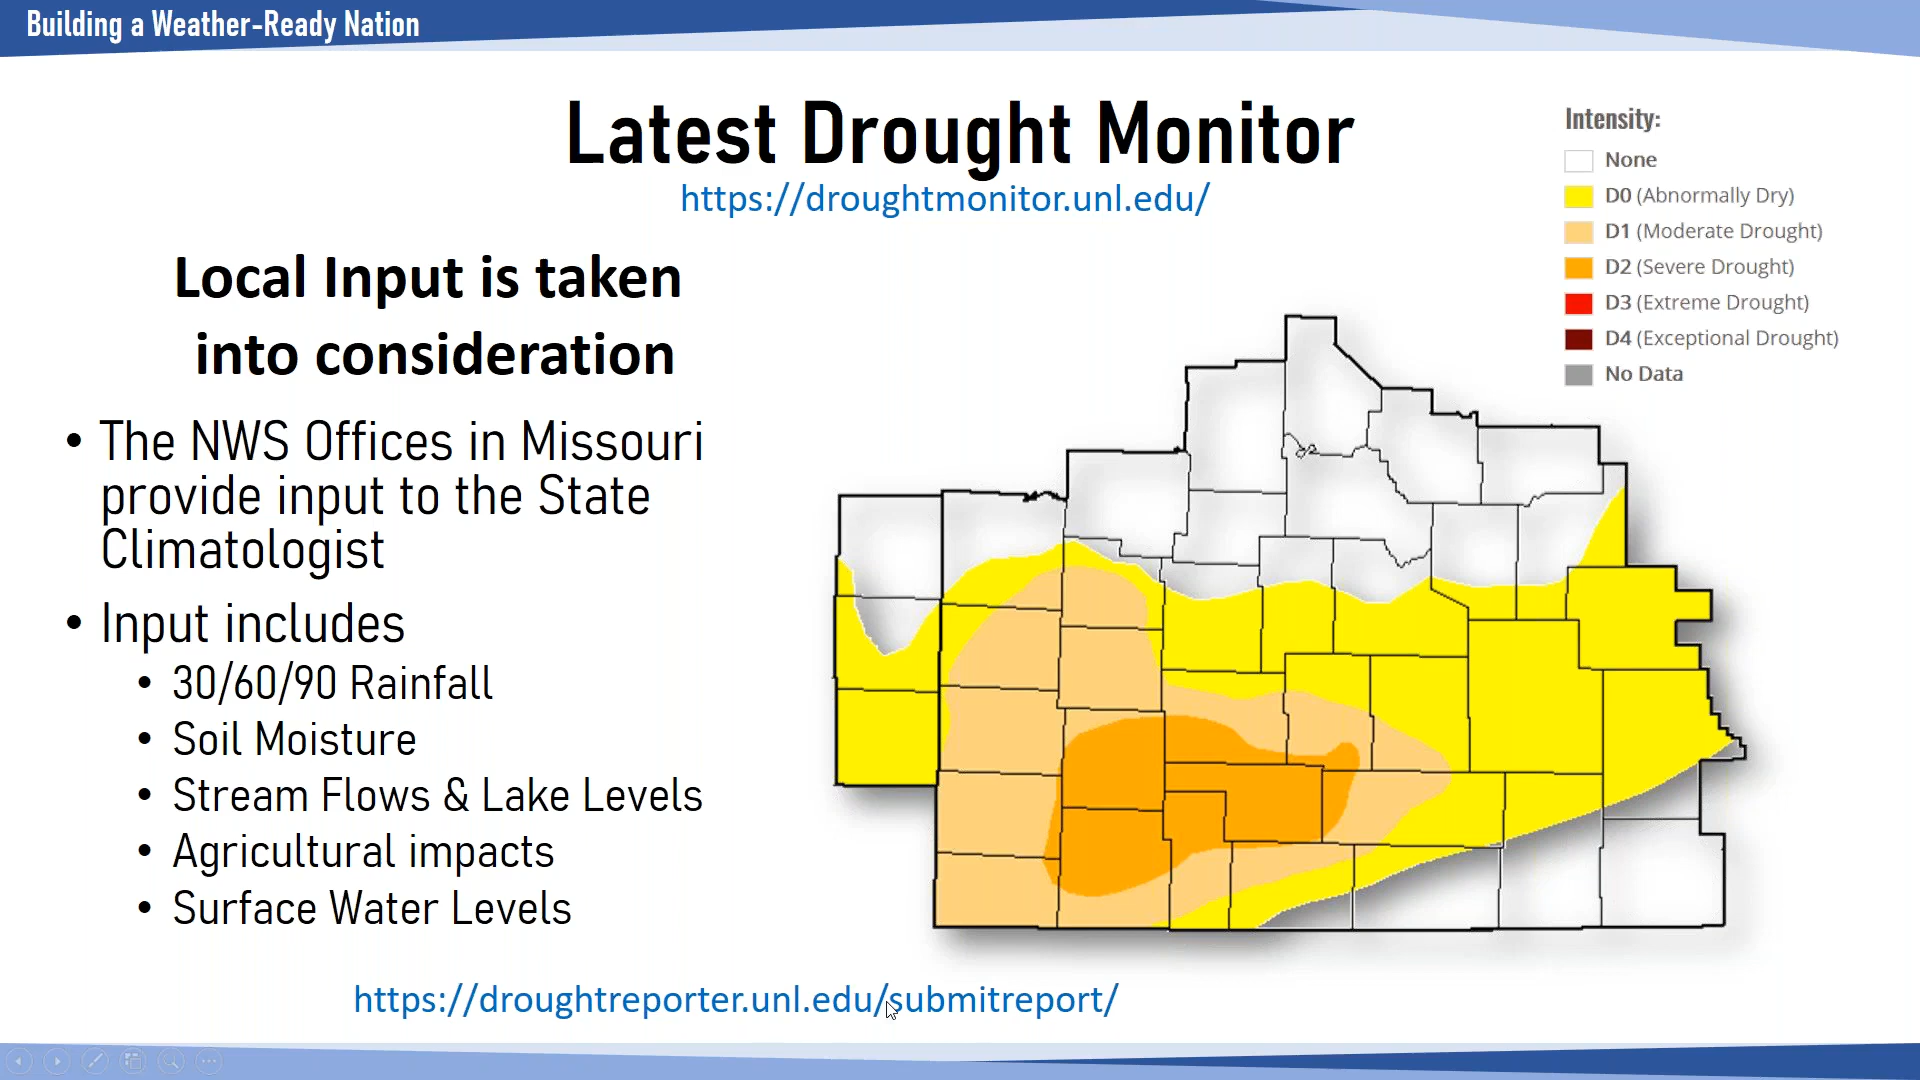 Building a Weather-Ready Nation
Latest Drought Monitor
https://droughtmonitor.unl.edu/
Local Input is taken
into consideration
• The NWS Offices in Missouri
provide input to the State
Climatologist
• Input includes
• 30/60/90 Rainfall
• Soil Moisture
• Stream Flows & Lake Levels
• Agricultural impacts
• Surface Water Levels
https://droughtreporter.unl.edu/submitreport/
Intensity:
None
D0 (Abnormally Dry)
D1 (Moderate Drought)
D2 (Severe Drought)
D3 (Extreme Drought)
D4 (Exceptional Drought)
No Data